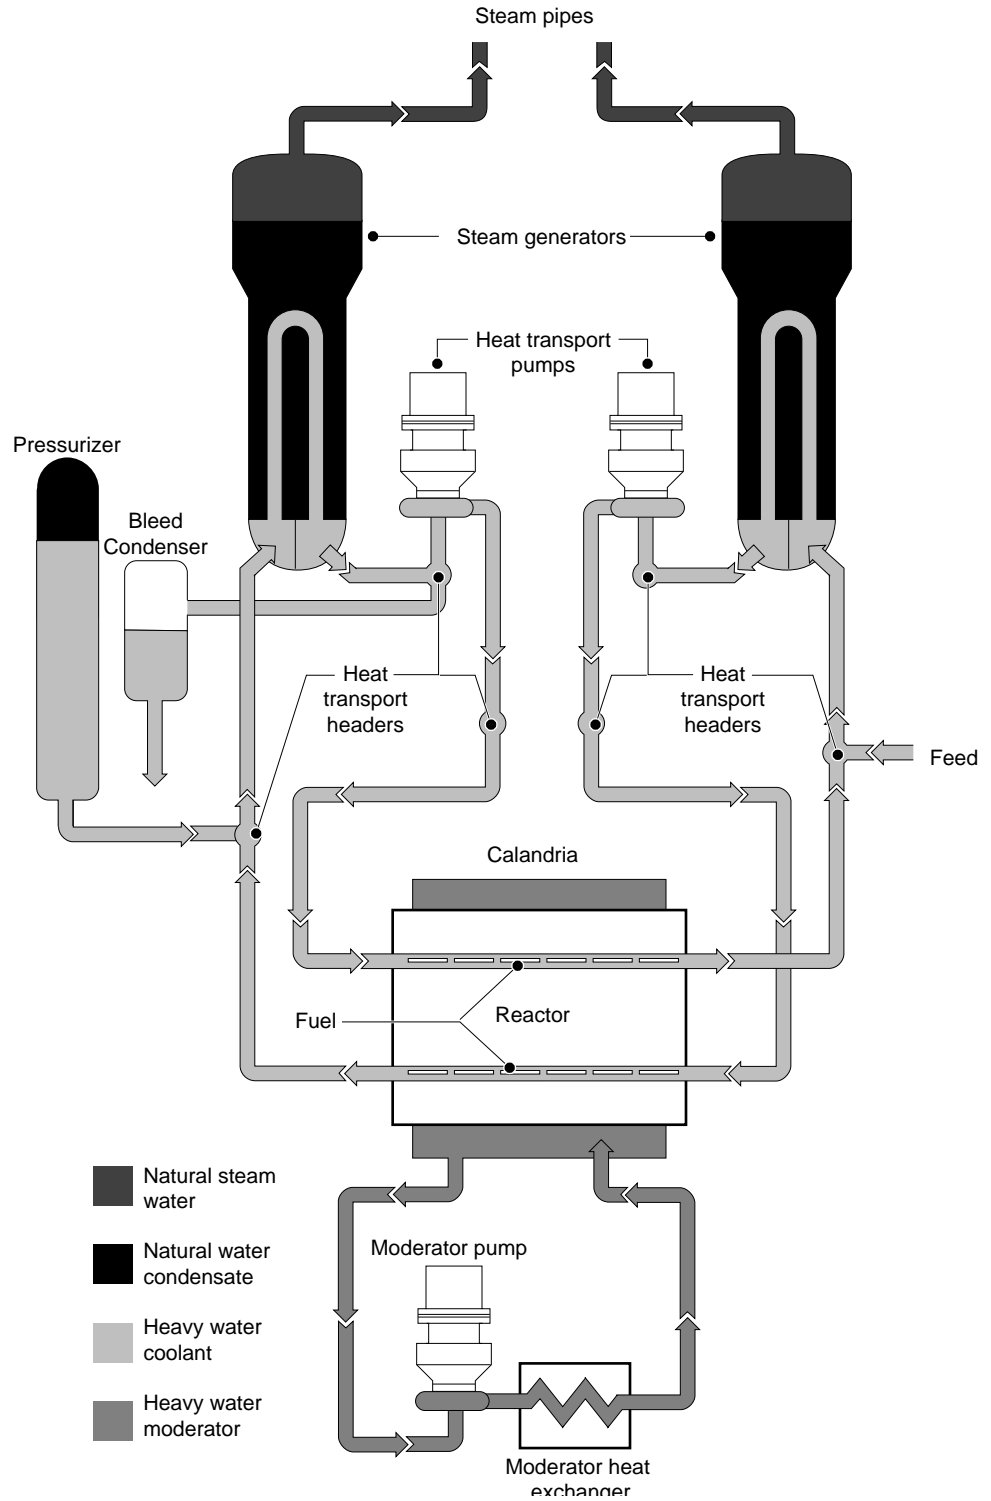 Steam pipes
Steam generators
Heat transport
pumps
Pressurizer
Bleed
Condenser
Heat
transport
headers
Heat
transport
headers
Feed
Calandria
Fuel
Reactor
Natural steam
water
Natural water
condensate
Heavy water
coolant
Heavy water
moderator
Moderator pump
Moderator heat
exchanger